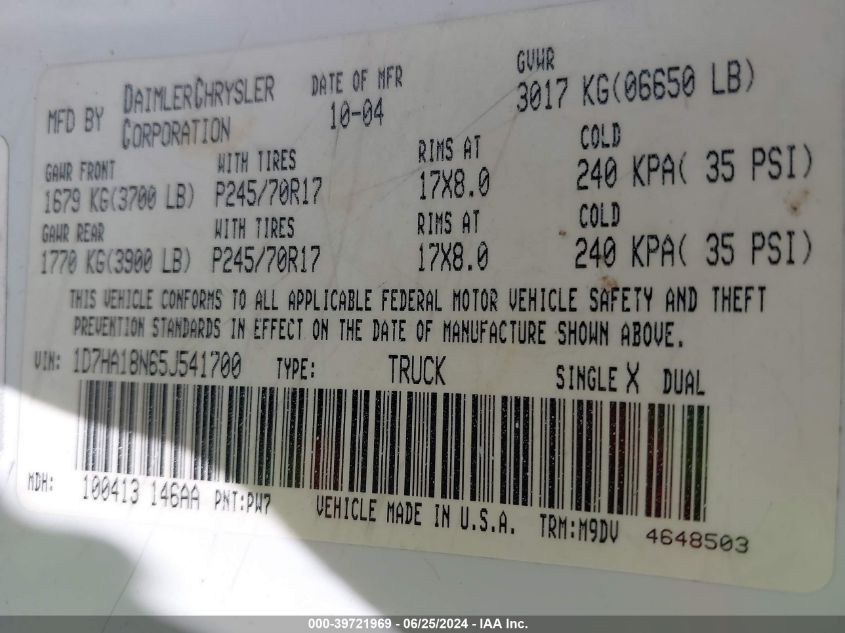 MFD BY DAIMLERCHRYSLER CORPORATION DATE OF MFR 10-04 GVWR 3017 KG(06650 LB)
GAWR FRONT WITH TIRES RIMS AT COLD
1679 KG(3700 LB) P245/70R17 17X8.0 240 KPA( 35 PSI)
GAWR REAR WITH TIRES RIMS AT COLD
1770 KG(3900 LB) P245/70R17 17X8.0 240 KPA( 35 PSI)
THIS VEHICLE CONFORMS TO ALL APPLICABLE FEDERAL MOTOR VEHICLE SAFETY AND THEFT
PREVENTION STANDARDS IN EFFECT ON THE DATE OF MANUFACTURE SHOWN ABOVE.
VIN: 1D7HA18N65J541700 TYPE: TRUCK SINGLE X DUAL
MDH: 100413 146AA PNT:PW7 VEHICLE MADE IN U.S.A. TRM:M9DV 4648503
000-39721969 - 06/25/2024 - IAA Inc.